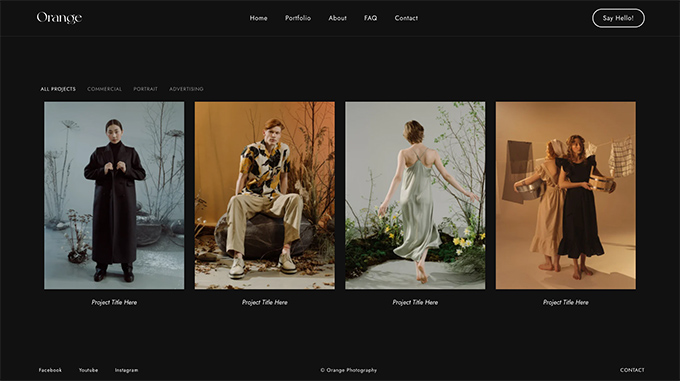 Orange
Home Portfolio About FAQ Contact
Say Hello!
ALL PROJECTS COMMERCIAL PORTRAIT ADVERTISING
Project Title Here Project Title Here Project Title Here Project Title Here
Facebook Youtube Instagram © Orange Photography CONTACT